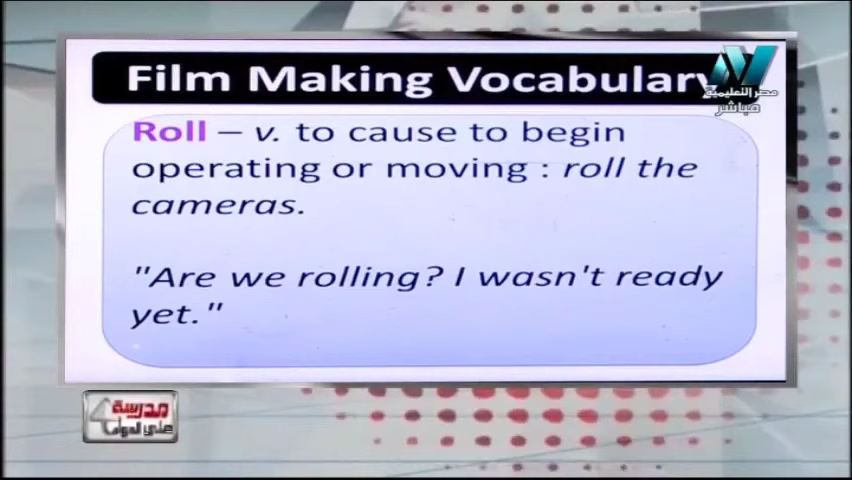 Film Making Vocabulary
مصر التعليمية
مباشر
Roll – v. to cause to begin
operating or moving : roll the
cameras.
"Are we rolling? I wasn't ready
yet."
مدرسة
على الهواء